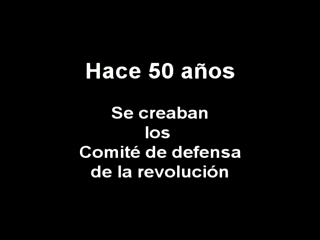 Hace 50 años
Se creaban
los
Comité de defensa
de la revolución